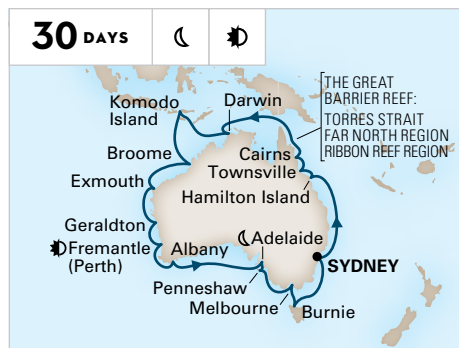 30 DAYS
THE GREAT
BARRIER REEF:
TORRES STRAIT
FAR NORTH REGION
RIBBON REEF REGION
Komodo
Island
Darwin
Broome
Cairns
Townsville
Exmouth
Hamilton Island
Geraldton
Fremantle
(Perth)
Albany
Adelaide
SYDNEY
Penneshaw
Melbourne
Burnie